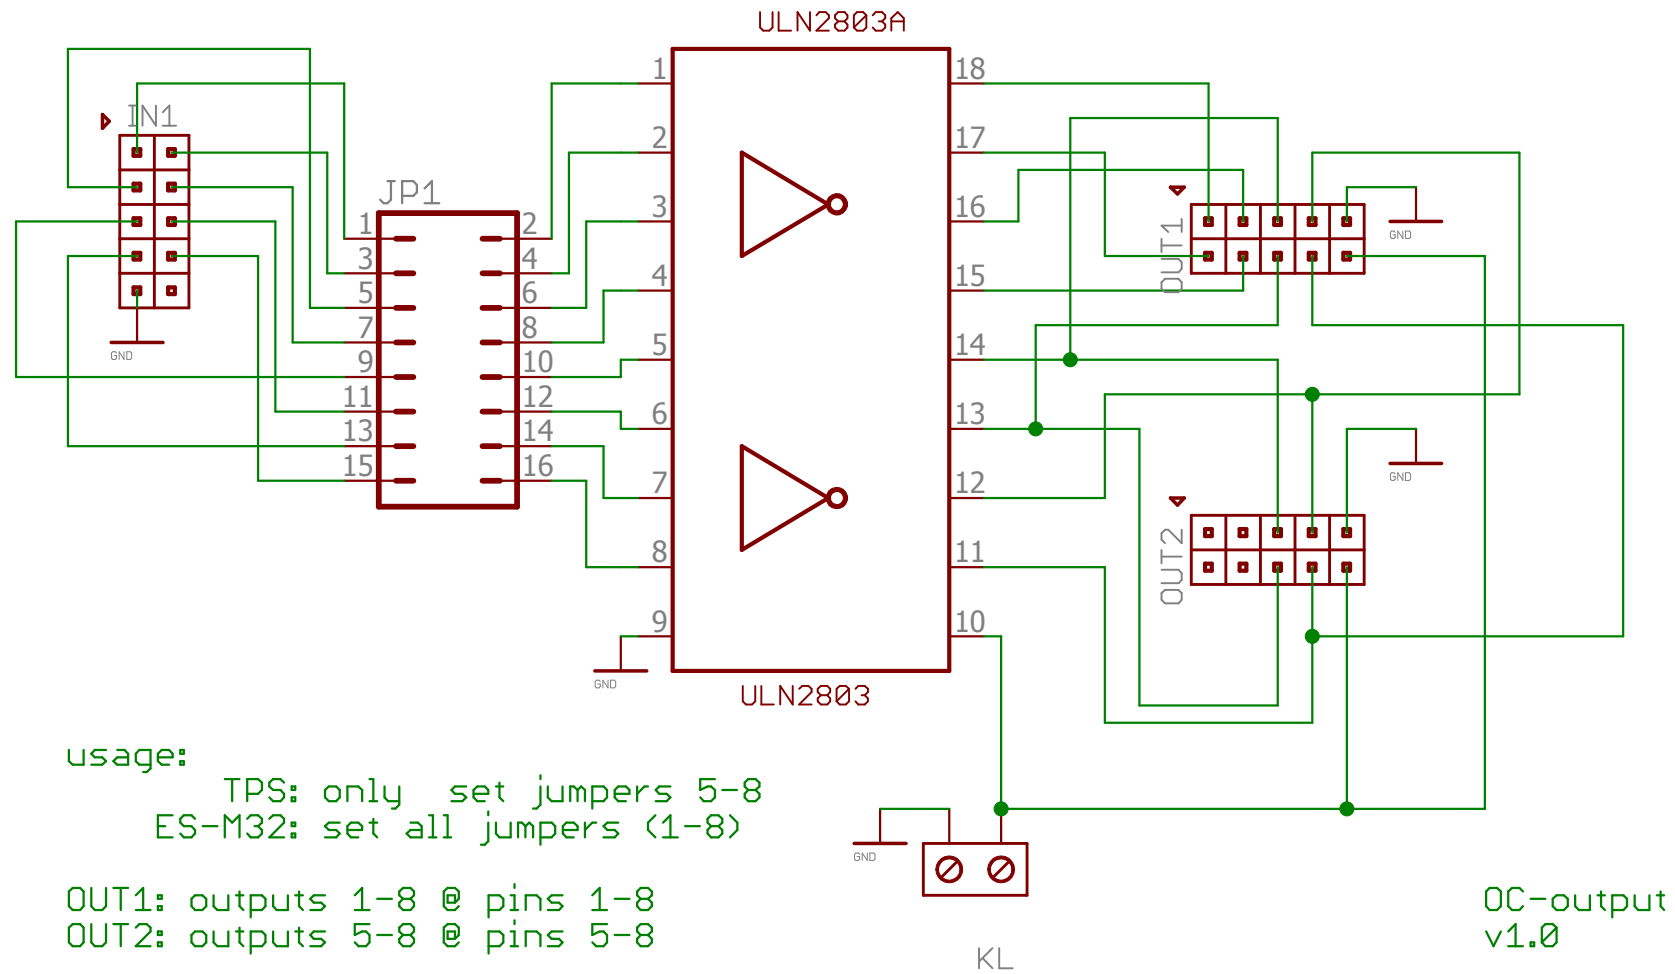 ULN2803A
IN1
GND
JP1
1
3
5
7
9
11
13
15
2
4
6
8
10
12
14
16
1
2
3
4
5
6
7
8
9
GND
18
17
16
15
14
13
12
11
10
ULN2803
OUT1
GND
GND
OUT2
GND
KL
usage:
TPS: only set jumpers 5-8
ES-M32: set all jumpers (1-8)
OUT1: outputs 1-8 @ pins 1-8
OUT2: outputs 5-8 @ pins 5-8
OC-output
v1.0